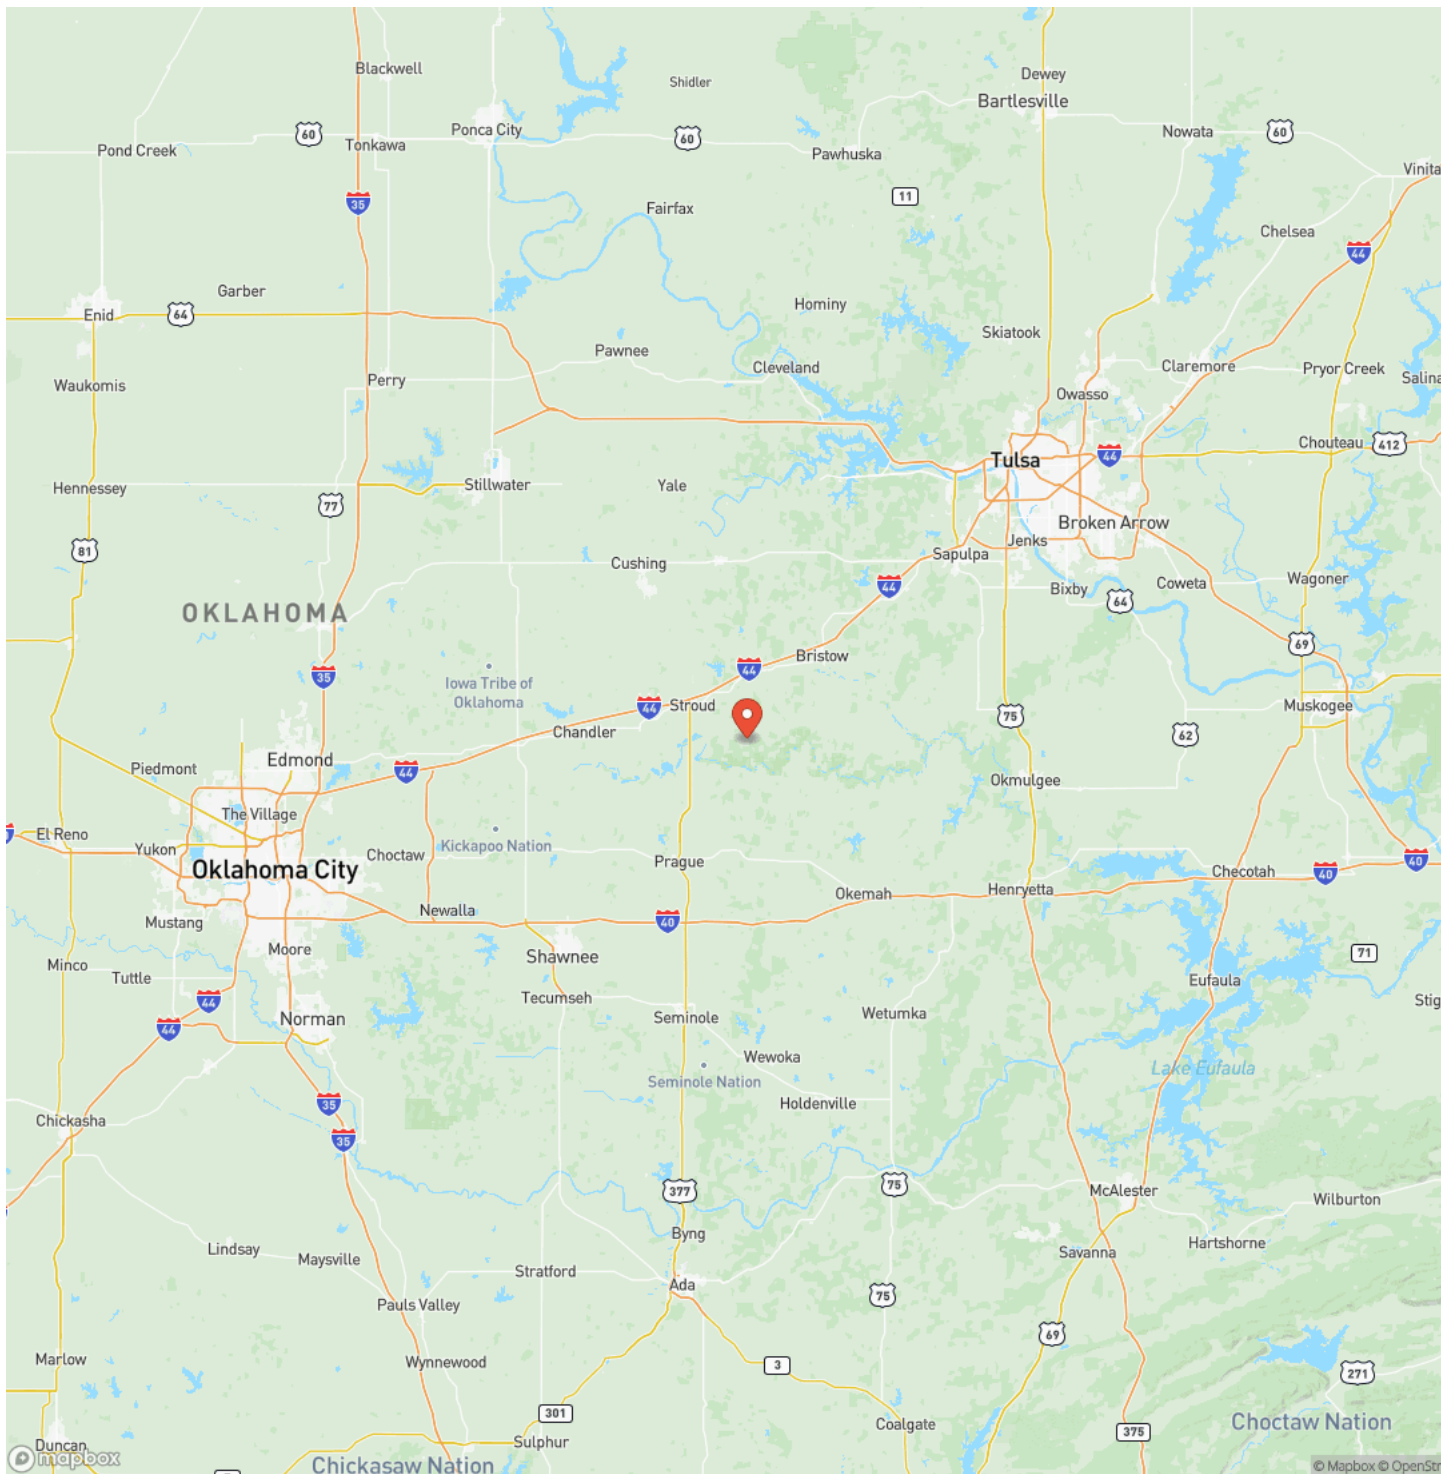 Blackwell
Shidler
Dewey
Bartlesville
Ponca City
60
60
60
Nowata
Tonkawa
Pond Creek
Pawhuska
Vinita
35
11
Fairfax
Chelsea
44
Garber
Hominy
Enid
64
Skiatook
Pawnee
Cleveland
Claremore
Pryor Creek
Perry
Salina
Waukomis
Owasso
Chouteau
412
Tulsa
44
Stillwater
Yale
Hennessey
77
Broken Arrow
Jenks
81
Sapulpa
Cushing
Wagoner
44
Bixby
Coweta
64
OKLAHOMA
69
Bristow
44
35
Iowa Tribe of
Oklahoma
44
Stroud
Muskogee
75
Chandler
62
Edmond
Piedmont
44
Okmulgee
The Village
El Reno
Kickapoo Nation
Yukon
Choctaw
Prague
40
Oklahoma City
Checotah
40
Henryetta
Okemah
Newalla
Mustang
40
Moore
Shawnee
71
Minco
Tuttle
Eufaula
Tecumseh
44
Stig
Seminole
Wetumka
Norman
44
Wewoka
Lake Eufaula
Seminole Nation
35
Holdenville
Chickasha
35
377
75
McAlester
Wilburton
Byng
Lindsay
Maysville
Savanna
Hartshorne
Stratford
Ada
75
Pauls Valley
69
Marlow
Wynnewood
3
271
301
Coalgate
Choctaw Nation
375
Duncan
Sulphur
mapbox
Chickasaw Nation
© Mapbox © OpenStr